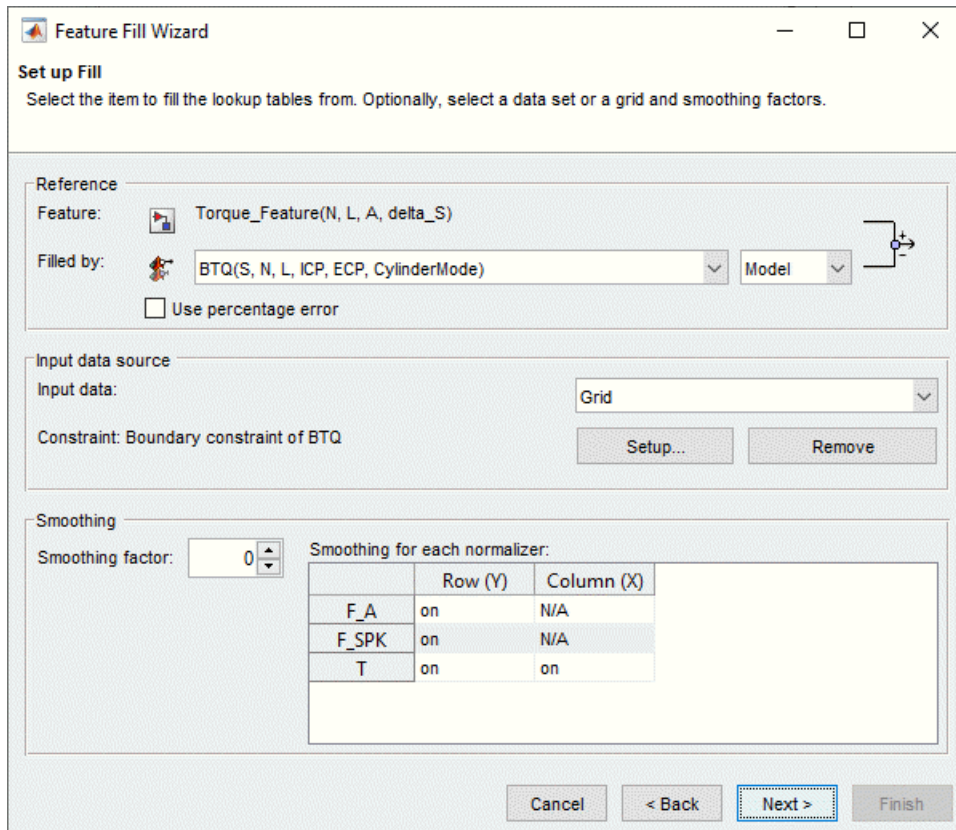 Feature Fill Wizard
Set up Fill
Select the item to fill the lookup tables from. Optionally, select a data set or a grid and smoothing factors.
Reference
Feature: Torque_Feature(N, L, A, delta_S)
Filled by: BTQ(S, N, L, ICP, ECP, CylinderMode) Model
Use percentage error
Input data source
Input data: Grid
Constraint: Boundary constraint of BTQ Setup... Remove
Smoothing
Smoothing factor: 0 Smoothing for each normalizer:
Row (Y) Column (X)
F_A on N/A
F_SPK on N/A
T on on
Cancel < Back Next > Finish